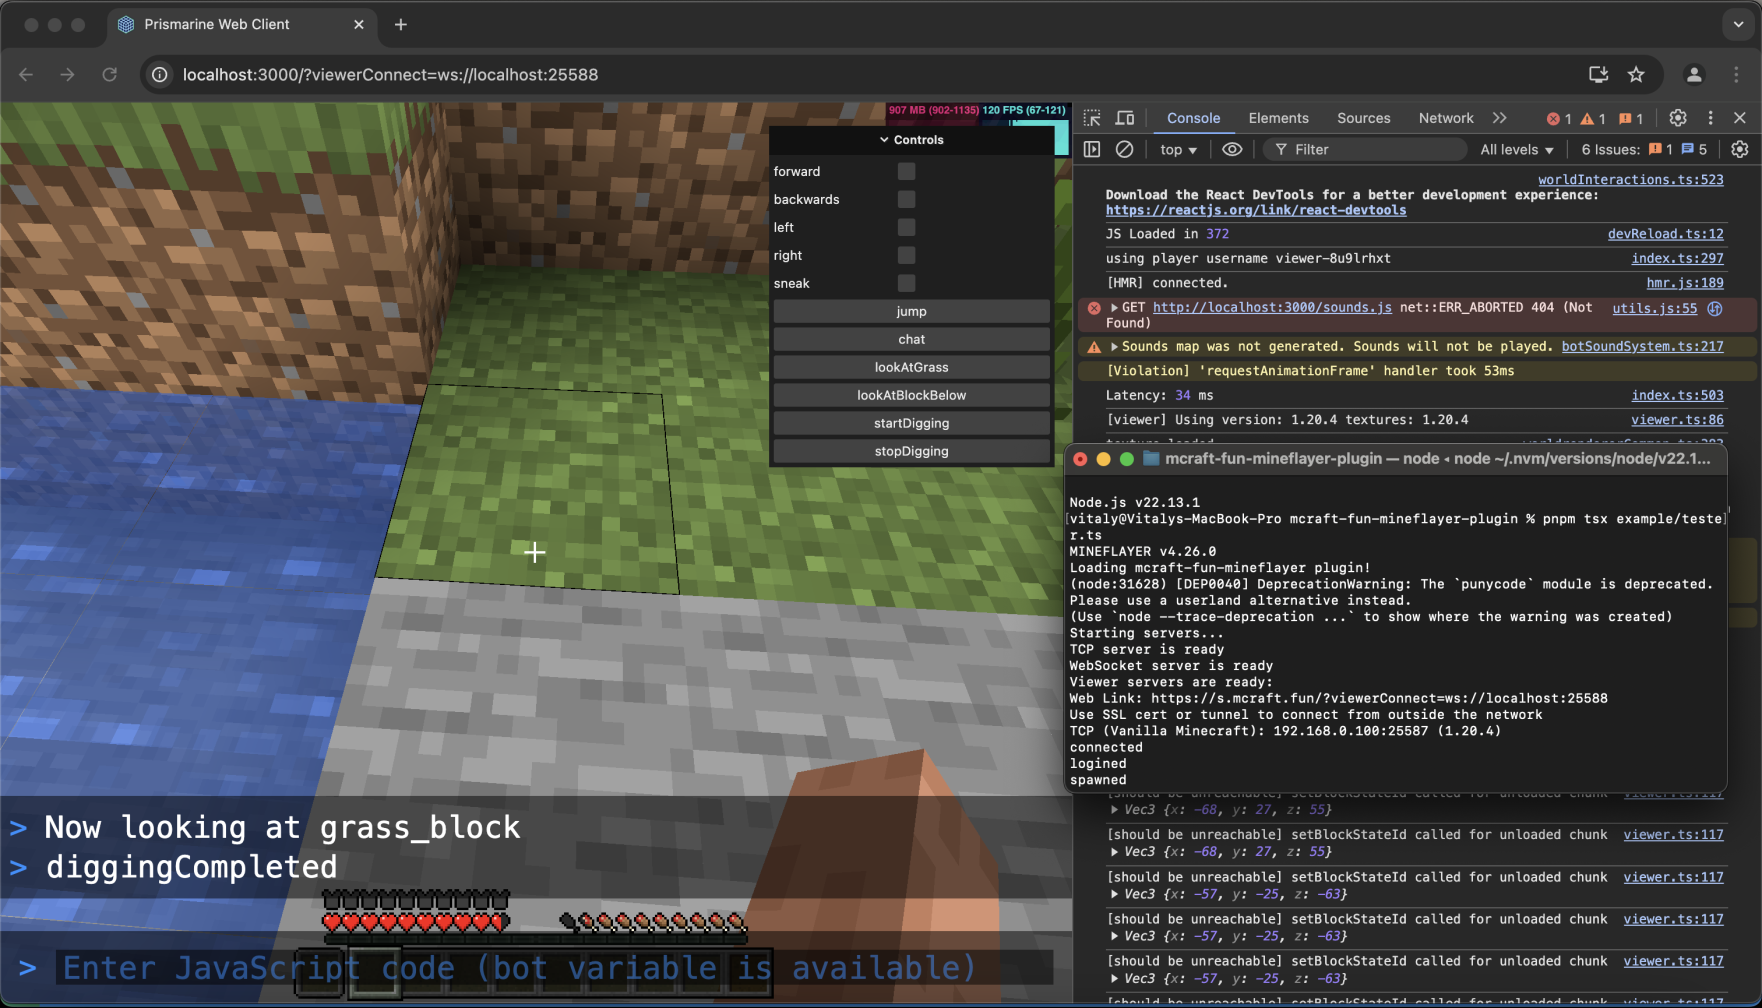 Prismarine Web Client
localhost:3000/?viewerConnect=ws://localhost:25588
907 MB (902-1135) 120 FPS (67-121)
Controls
forward
backwards
left
right
sneak
jump
chat
lookAtGrass
lookAtBlockBelow
startDigging
stopDigging
> Now looking at grass_block
> diggingCompleted
> Enter JavaScript code (bot variable is available)
Console Elements Sources Network 1 1 1
top Filter All levels 6 Issues: 1 5
worldInteractions.ts:523
Download the React DevTools for a better development experience:
https://reactjs.org/link/react-devtools
JS Loaded in 372 devReload.ts:12
using player username viewer-8u9lrhxt index.ts:297
[HMR] connected. hmr.js:189
GET http://localhost:3000/sounds.js net::ERR_ABORTED 404 (Not utils.js:55
Found)
Sounds map was not generated. Sounds will not be played. botSoundSystem.ts:217
[Violation] 'requestAnimationFrame' handler took 53ms
Latency: 34 ms index.ts:503
[viewer] Using version: 1.20.4 textures: 1.20.4 viewer.ts:86
mcraft-fun-mineflayer-plugin — node ◂ node ~/.nvm/versions/node/v22.1...
Node.js v22.13.1
[vitaly@Vitalys-MacBook-Pro mcraft-fun-mineflayer-plugin % pnpm tsx example/teste]
r.ts
MINEFLAYER v4.26.0
Loading mcraft-fun-mineflayer plugin!
(node:31628) [DEP0040] DeprecationWarning: The `punycode` module is deprecated.
Please use a userland alternative instead.
(Use `node --trace-deprecation ...` to show where the warning was created)
Starting servers...
TCP server is ready
WebSocket server is ready
Viewer servers are ready:
Web Link: https://s.mcraft.fun/?viewerConnect=ws://localhost:25588
Use SSL cert or tunnel to connect from outside the network
TCP (Vanilla Minecraft): 192.168.0.100:25587 (1.20.4)
connected
logined
spawned
[should be unreachable] setBlockStateId called for unloaded chunk viewer.ts:117
Vec3 {x: -68, y: 27, z: 55}
[should be unreachable] setBlockStateId called for unloaded chunk viewer.ts:117
Vec3 {x: -68, y: 27, z: 55}
[should be unreachable] setBlockStateId called for unloaded chunk viewer.ts:117
Vec3 {x: -57, y: -25, z: -63}
[should be unreachable] setBlockStateId called for unloaded chunk viewer.ts:117
Vec3 {x: -57, y: -25, z: -63}
[should be unreachable] setBlockStateId called for unloaded chunk viewer.ts:117
Vec3 {x: -57, y: -25, z: -63}